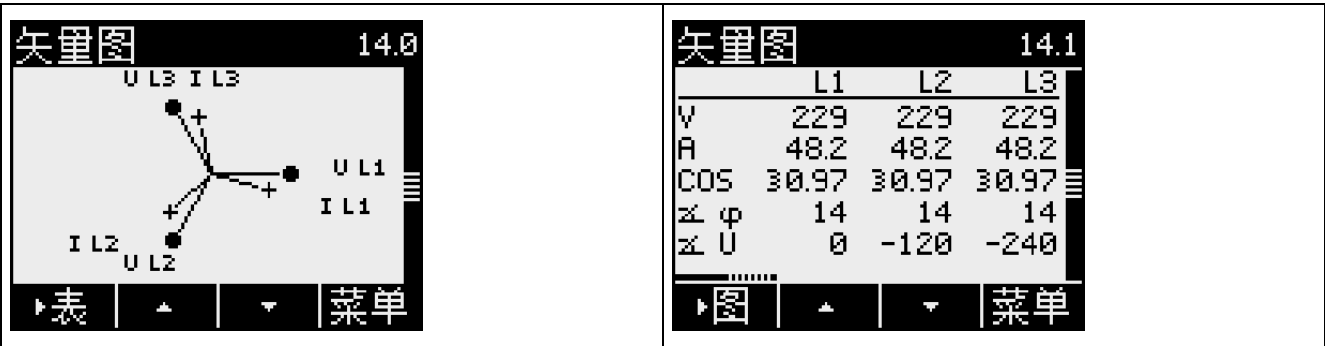 矢量图 14.0
U L3 I L3
U L1
I L1
I L2
U L2
表 菜单
矢量图 14.1
L1 L2 L3
V 229 229 229
A 48.2 48.2 48.2
COS 30.97 30.97 30.97
∡ φ 14 14 14
∡ U 0 -120 -240
图 菜单